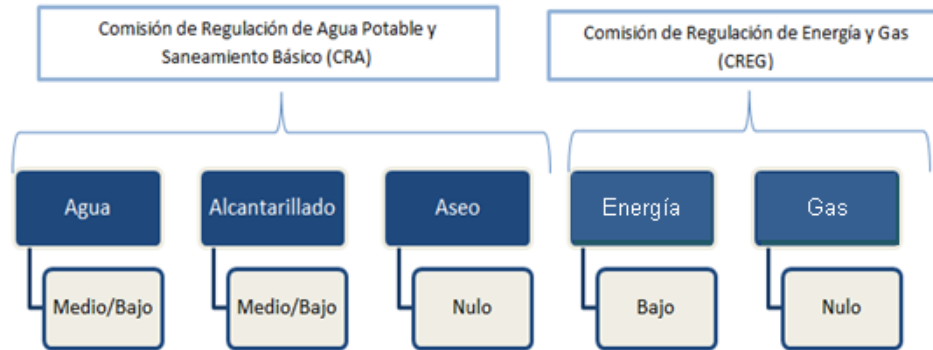 Comisión de Regulación de Agua Potable y
Saneamiento Básico (CRA)
Comisión de Regulación de Energía y Gas
(CREG)
Agua
Alcantarillado
Aseo
Energía
Gas
Medio/Bajo
Medio/Bajo
Nulo
Bajo
Nulo